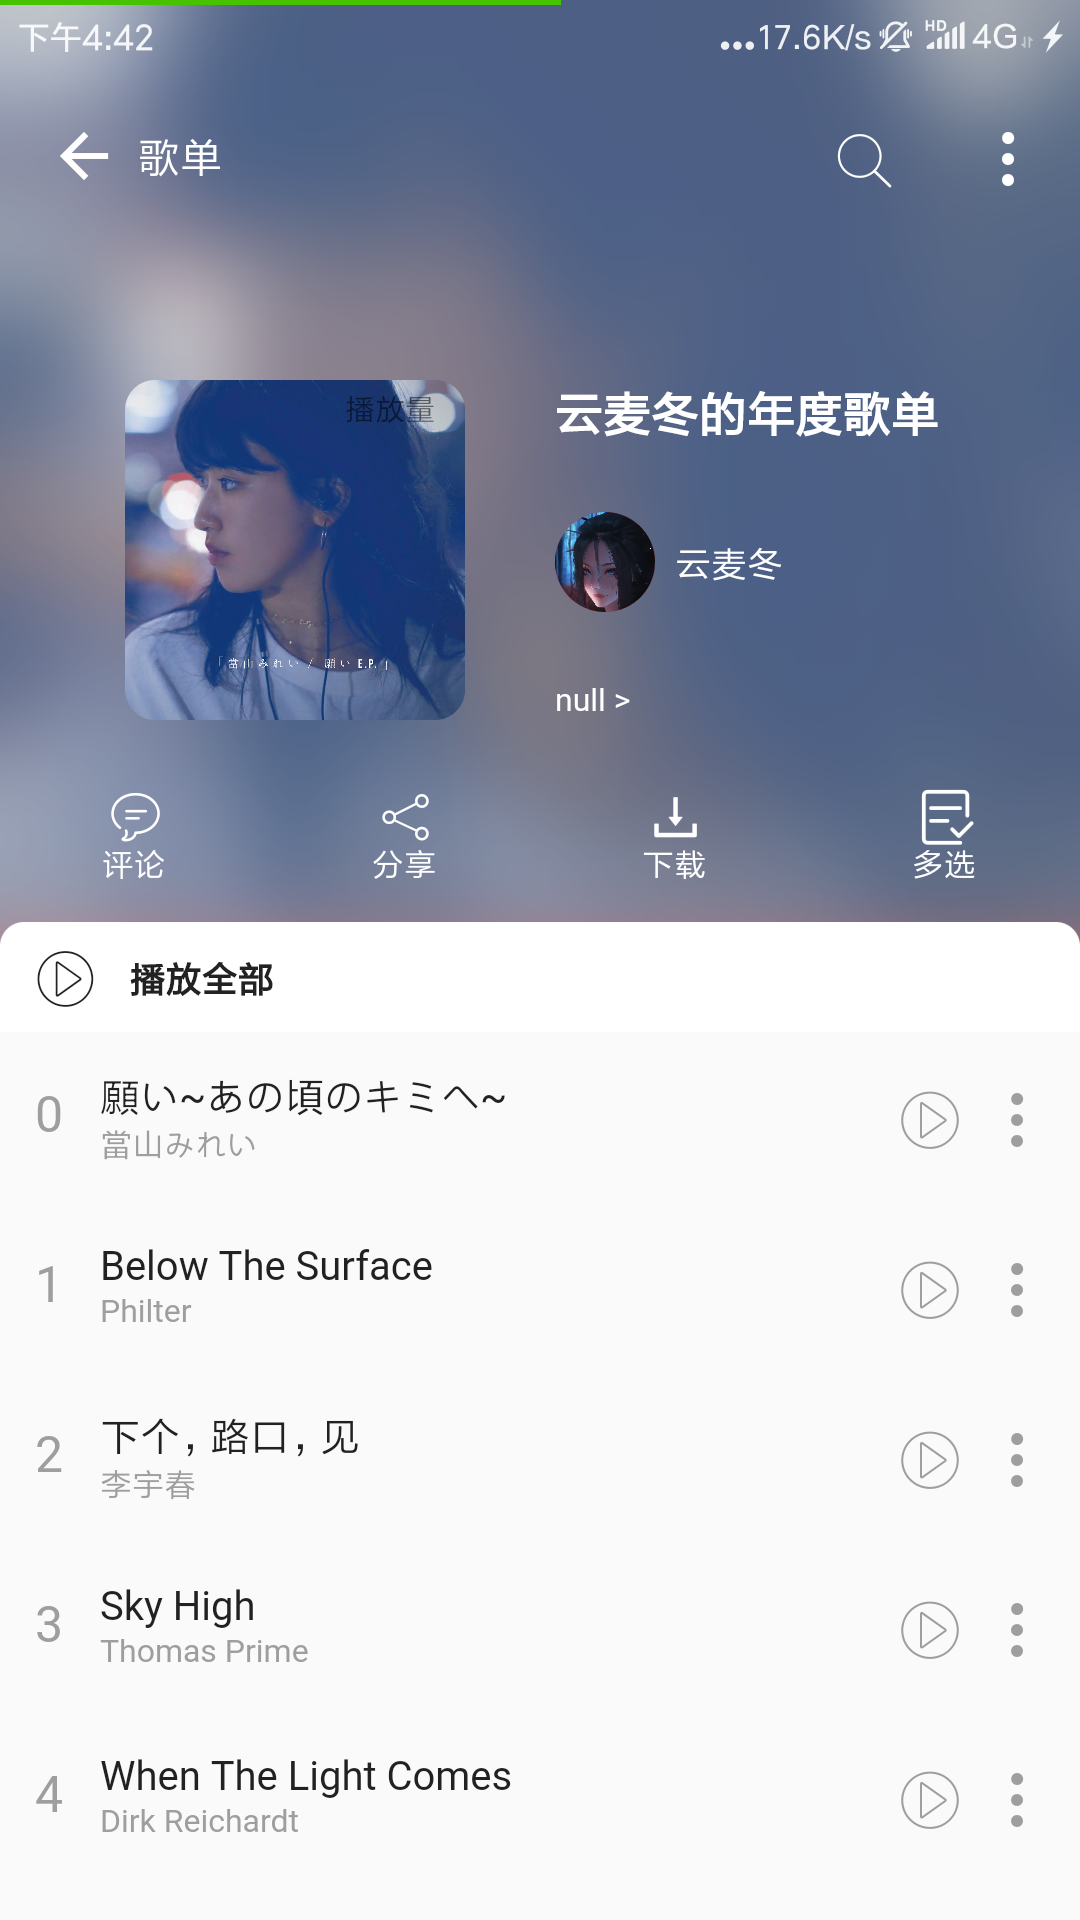 下午4:42
...17.6K/s HD 4G
歌单
播放量
「當山みれい / 願い E.P.」
云麦冬的年度歌单
云麦冬
null >
评论
分享
下载
多选
播放全部
0
願い~あの頃のキミへ~
當山みれい
1
Below The Surface
Philter
2
下个，路口，见
李宇春
3
Sky High
Thomas Prime
4
When The Light Comes
Dirk Reichardt